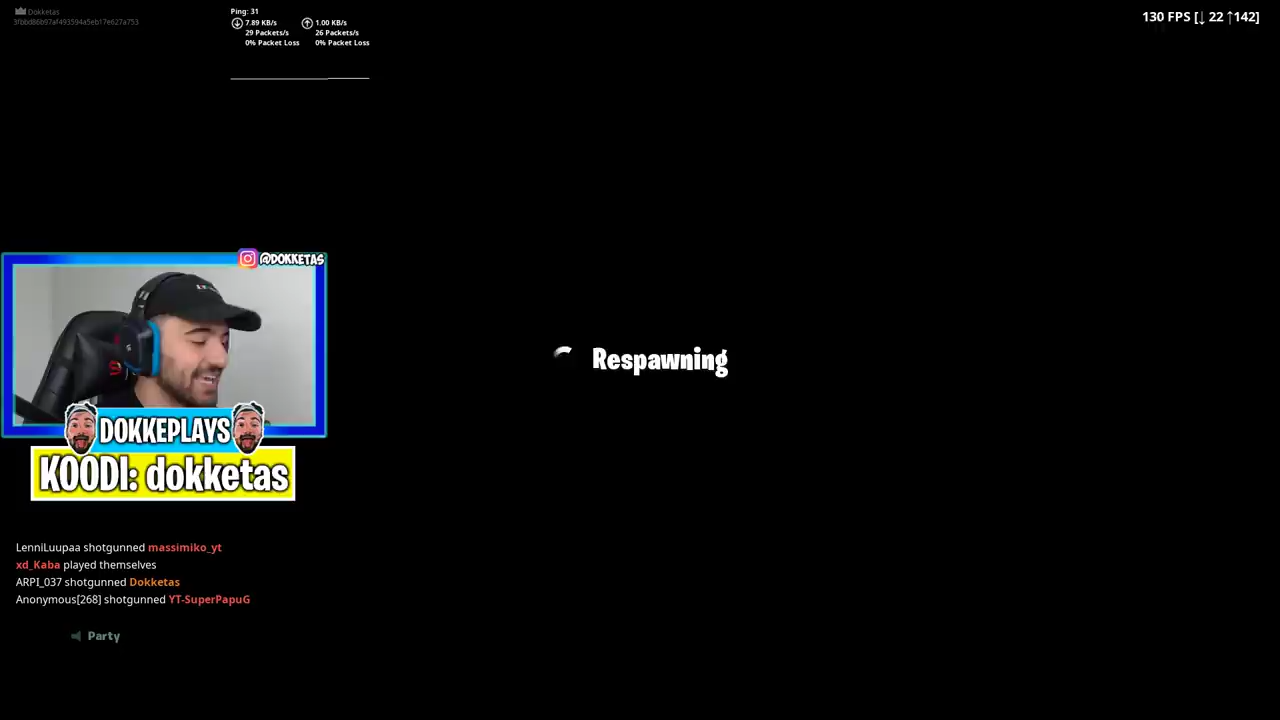 Dokketas
3fbbd86b97af493594a5eb17e627a753
Ping: 31
7.89 KB/s 1.00 KB/s
29 Packets/s 26 Packets/s
0% Packet Loss 0% Packet Loss
130 FPS [↓ 22 ↑142]
@DOKKETAS
Respawning
DOKKEPLAYS
KOODI: dokketas
LenniLuupaa shotgunned massimiko_yt
xd_Kaba played themselves
ARPI_037 shotgunned Dokketas
Anonymous[268] shotgunned YT-SuperPapuG
Party